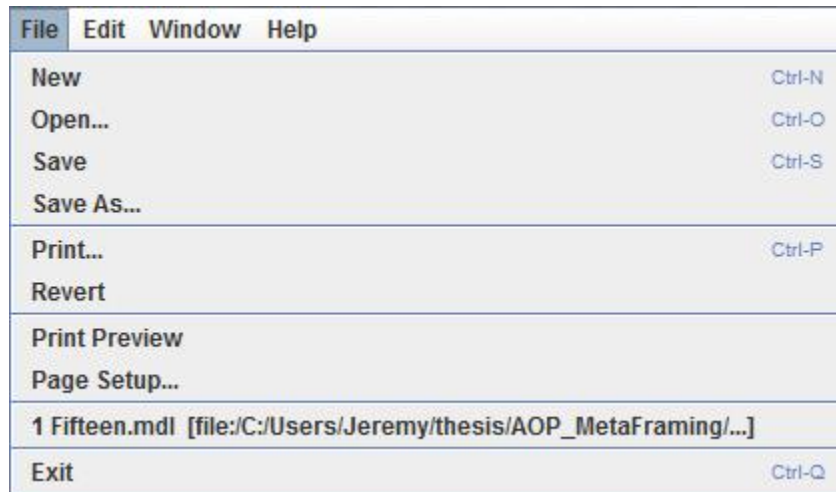 File Edit Window Help
New Ctrl-N
Open... Ctrl-O
Save Ctrl-S
Save As...
Print... Ctrl-P
Revert
Print Preview
Page Setup...
1 Fifteen.mdl [file:/C:/Users/Jeremy/thesis/AOP_MetaFraming/...]
Exit Ctrl-Q